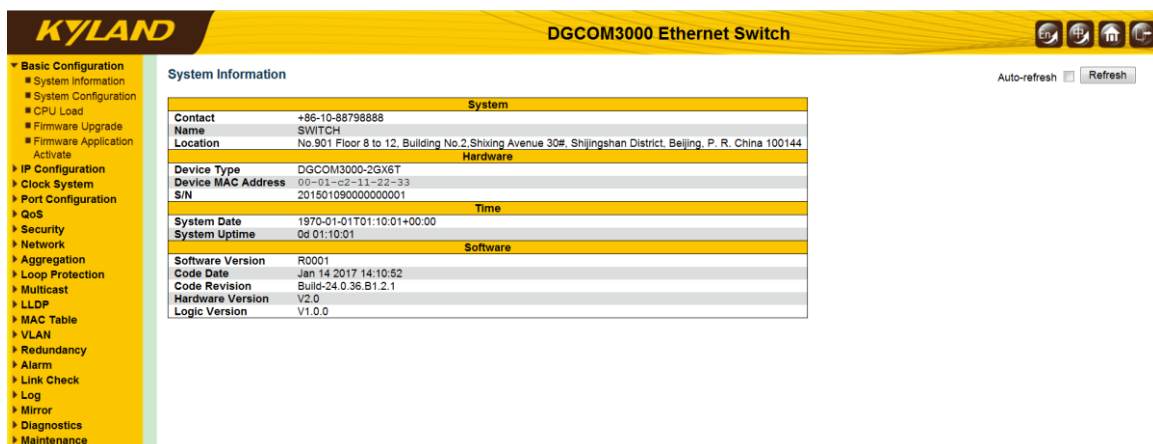 KYLAND
DGCOM3000 Ethernet Switch
En
中
Basic Configuration
System Information
System Configuration
CPU Load
Firmware Upgrade
Firmware Application
Activate
IP Configuration
Clock System
Port Configuration
QoS
Security
Network
Aggregation
Loop Protection
Multicast
LLDP
MAC Table
VLAN
Redundancy
Alarm
Link Check
Log
Mirror
Diagnostics
Maintenance
System Information
Auto-refresh Refresh
System
Contact +86-10-88798888
Name SWITCH
Location No.901 Floor 8 to 12, Building No.2,Shixing Avenue 30#, Shijingshan District, Beijing, P. R. China 100144
Hardware
Device Type DGCOM3000-2GX6T
Device MAC Address 00-01-c2-11-22-33
S/N 201501090000000001
Time
System Date 1970-01-01T01:10:01+00:00
System Uptime 0d 01:10:01
Software
Software Version R0001
Code Date Jan 14 2017 14:10:52
Code Revision Build-24.0.36.B1.2.1
Hardware Version V2.0
Logic Version V1.0.0